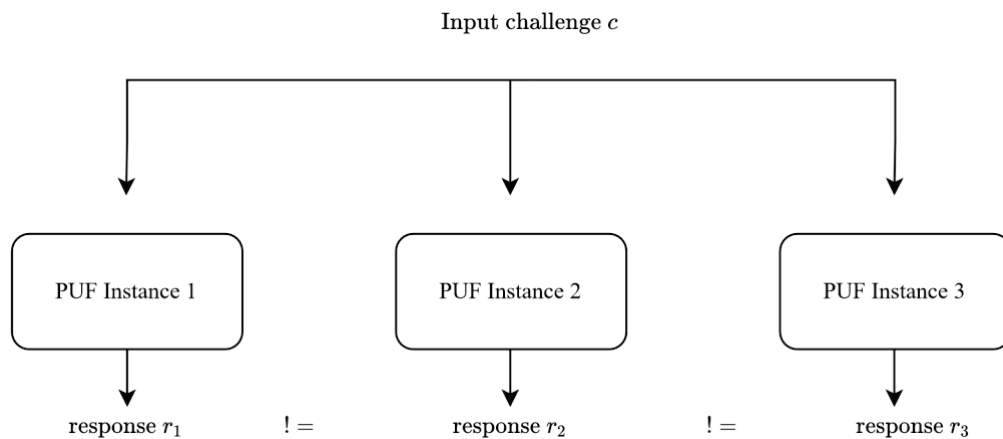 Input challenge c
PUF Instance 1 PUF Instance 2 PUF Instance 3
response r₁ != response r₂ != response r₃